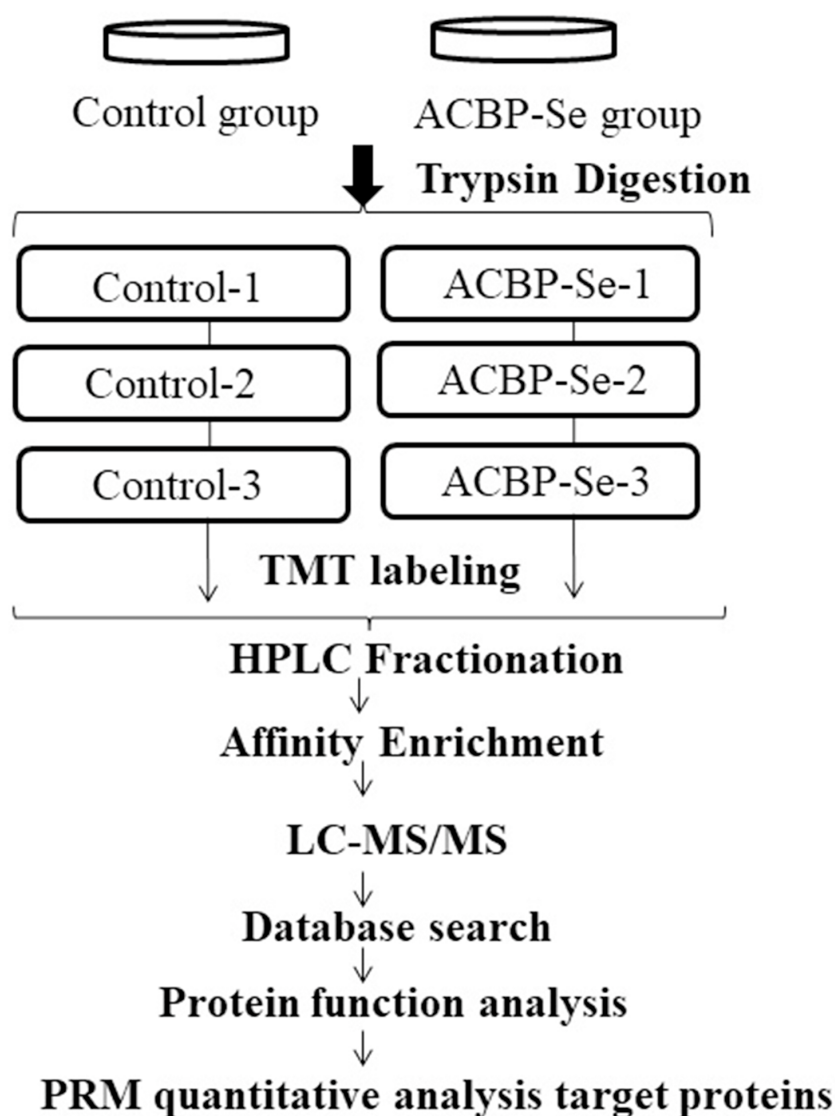 Control group
ACBP-Se group
Trypsin Digestion
Control-1
ACBP-Se-1
Control-2
ACBP-Se-2
Control-3
ACBP-Se-3
TMT labeling
HPLC Fractionation
Affinity Enrichment
LC-MS/MS
Database search
Protein function analysis
PRM quantitative analysis target proteins